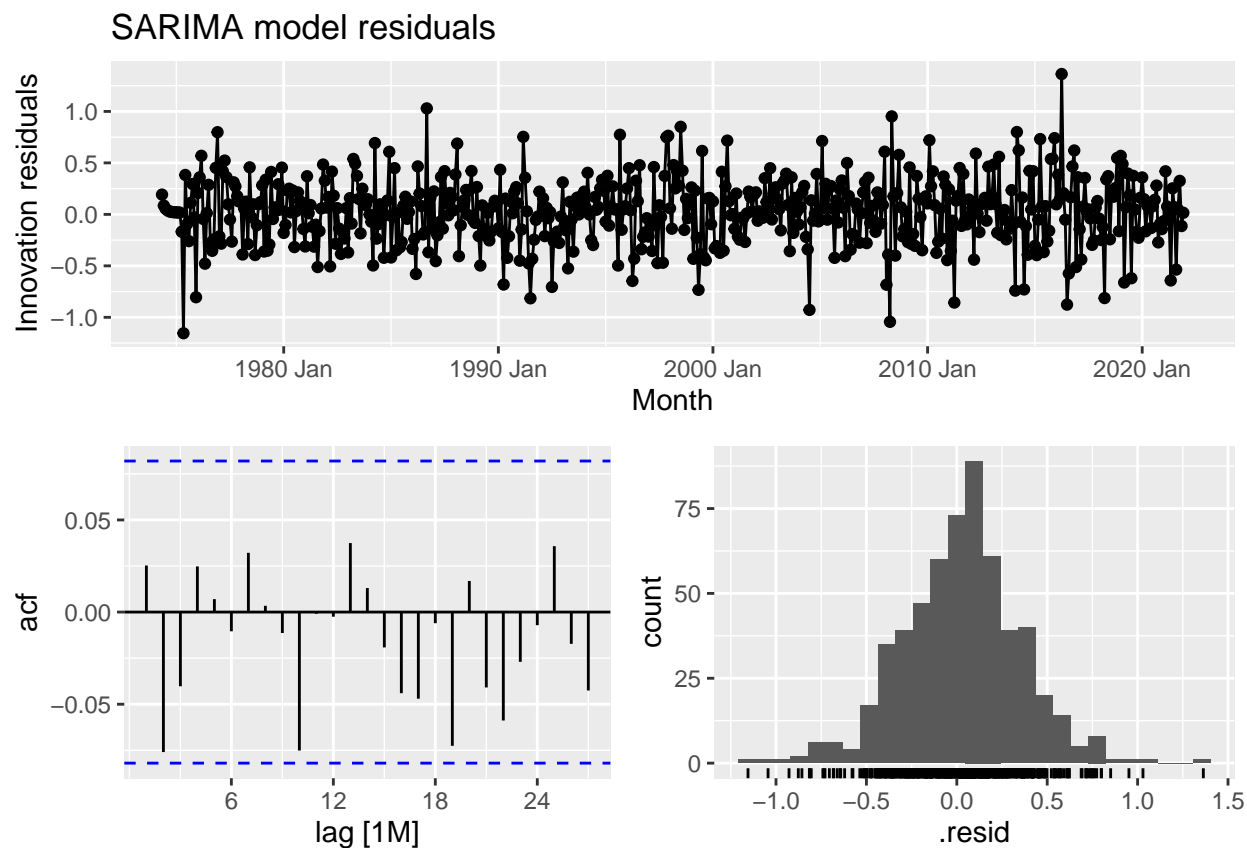 SARIMA model residuals
Innovation residuals
1.0
0.5
0.0
−0.5
−1.0
1980 Jan 1990 Jan 2000 Jan 2010 Jan 2020 Jan
Month
acf
0.05
0.00
−0.05
6 12 18 24
lag [1M]
count
75
50
25
0
−1.0 −0.5 0.0 0.5 1.0 1.5
.resid